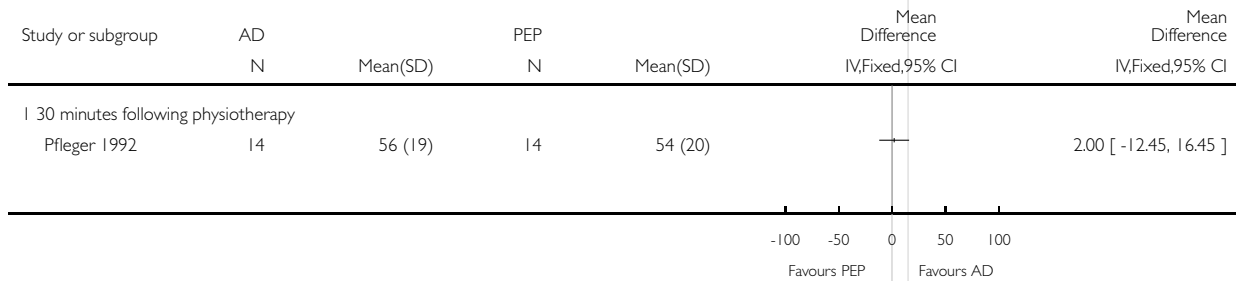 Study or subgroup AD PEP Mean Difference Mean Difference
N Mean(SD) N Mean(SD) IV,Fixed,95% CI IV,Fixed,95% CI
1 30 minutes following physiotherapy
Pfleger 1992 14 56 (19) 14 54 (20) 2.00 [ -12.45, 16.45 ]
-100 -50 0 50 100
Favours PEP Favours AD